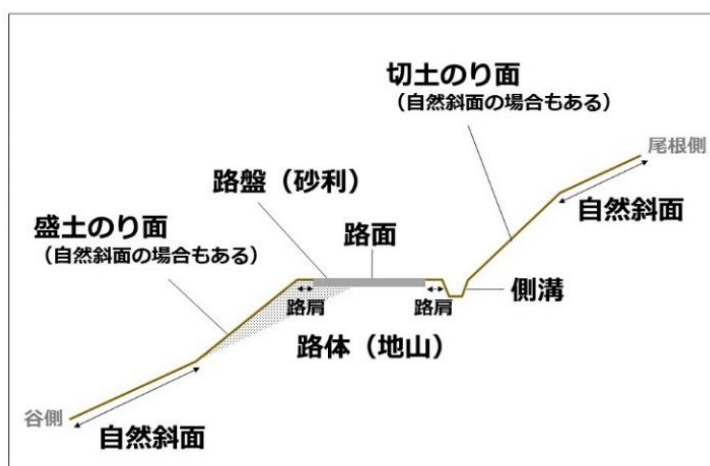 切土のり面
（自然斜面の場合もある）
尾根側
路盤（砂利）
自然斜面
盛土のり面
（自然斜面の場合もある）
路面
側溝
路肩
路肩
路体（地山）
谷側
自然斜面